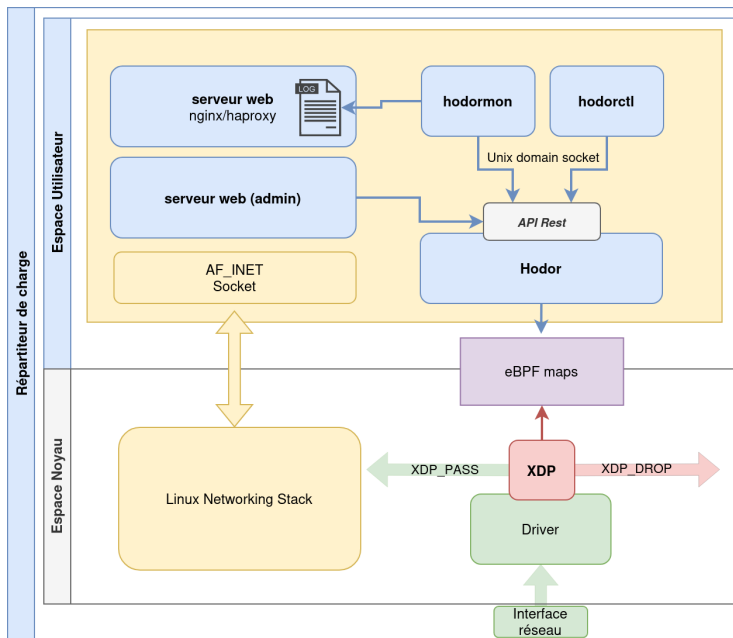 Répartiteur de charge
Espace Utilisateur
serveur web
nginx/haproxy
LOG
hodormon
hodorctl
Unix domain socket
serveur web (admin)
API Rest
Hodor
AF_INET
Socket
eBPF maps
Espace Noyau
Linux Networking Stack
XDP_PASS
XDP
XDP_DROP
Driver
Interface
réseau